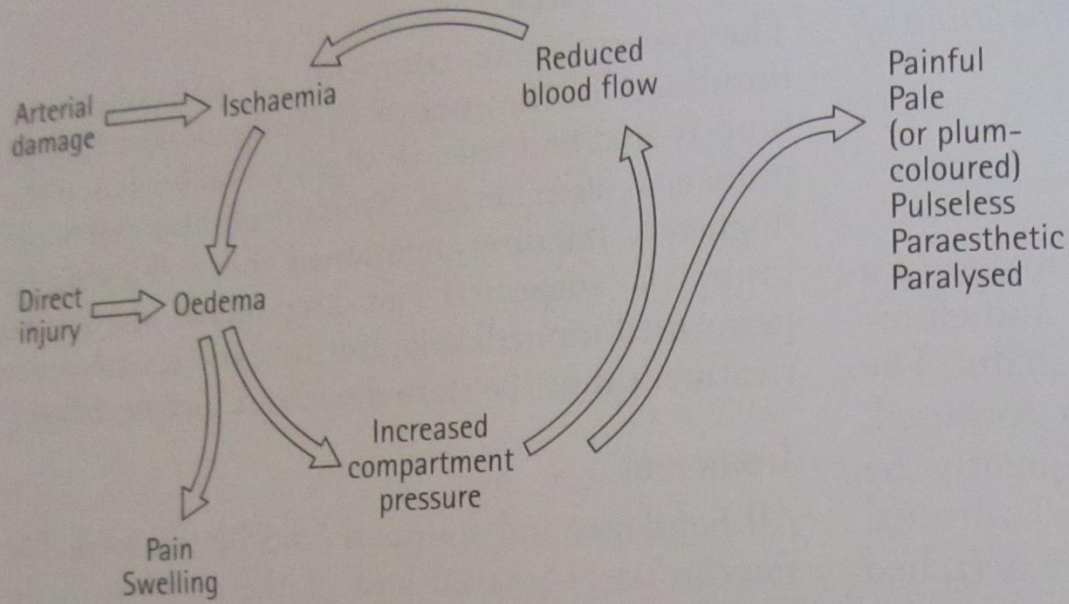 Reduced
blood flow
Arterial
damage
Ischaemia
Painful
Pale
(or plum-
coloured)
Pulseless
Paraesthetic
Paralysed
Direct
injury
Oedema
Increased
compartment
pressure
Pain
Swelling